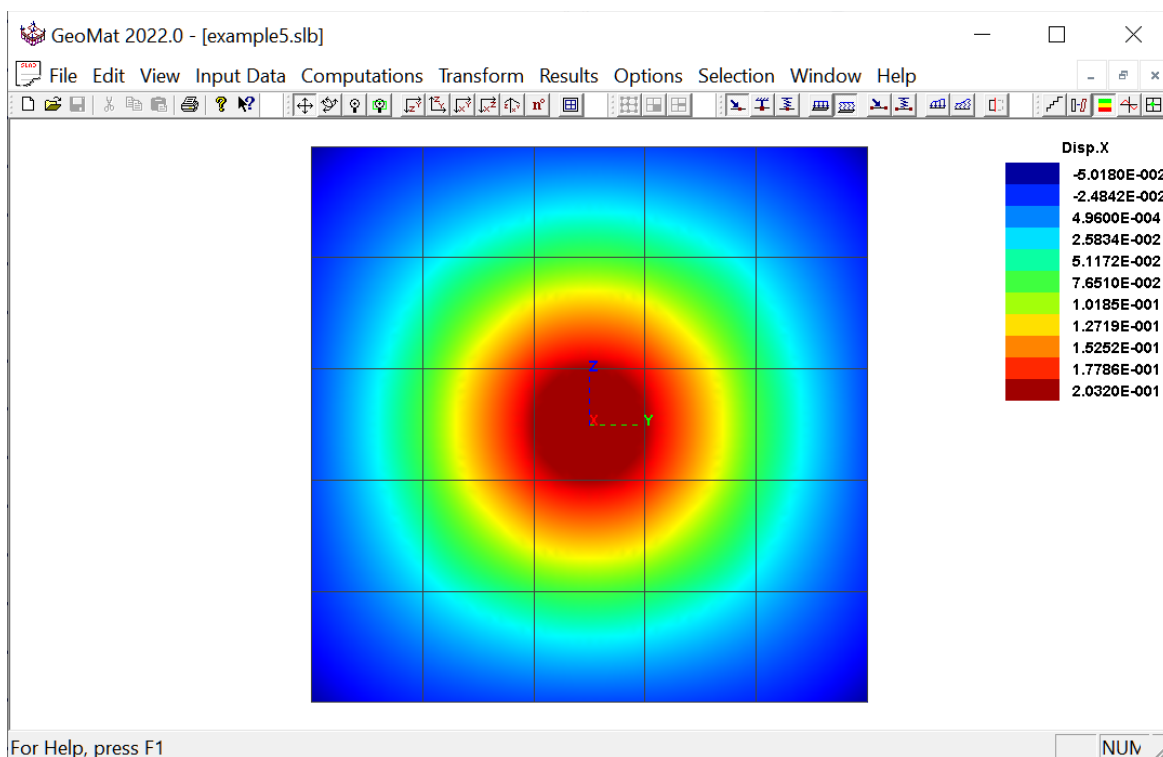 GeoMat 2022.0 - [example5.slb]
File Edit View Input Data Computations Transform Results Options Selection Window Help
Disp.X
-5.0180E-002
-2.4842E-002
4.9600E-004
2.5834E-002
5.1172E-002
7.6510E-002
1.0185E-001
1.2719E-001
1.5252E-001
1.7786E-001
2.0320E-001
Z
X Y
For Help, press F1
NUM